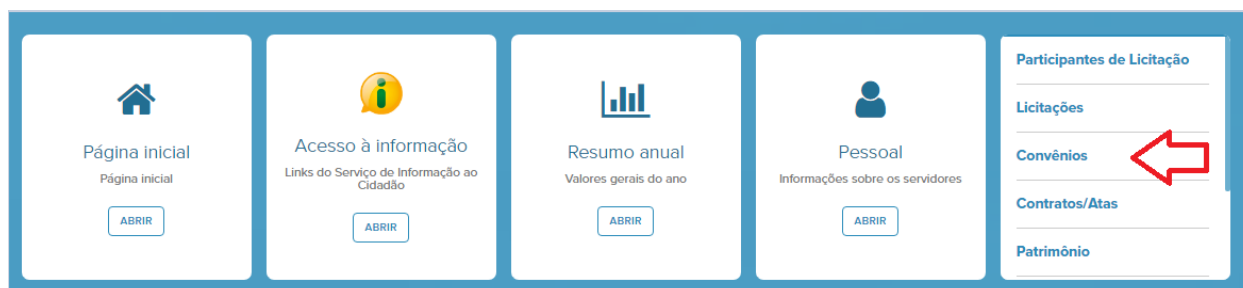 Página inicial
Página inicial
ABRIR
Acesso à informação
Links do Serviço de Informação ao
Cidadão
ABRIR
Resumo anual
Valores gerais do ano
ABRIR
Pessoal
Informações sobre os servidores
ABRIR
Participantes de Licitação
Licitações
Convênios
Contratos/Atas
Patrimônio